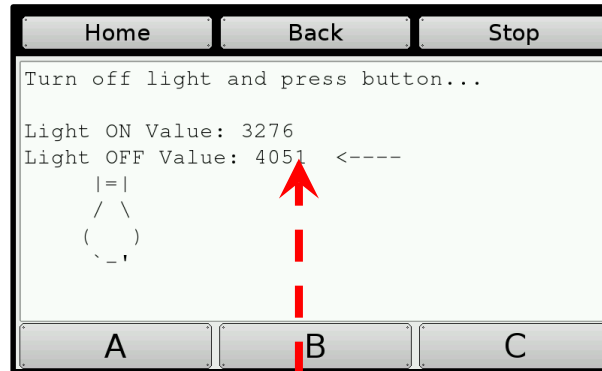 Home Back Stop
Turn off light and press button...
Light ON Value: 3276
Light OFF Value: 4051 <----
|=|
/ \
(   )
`-'
A B C